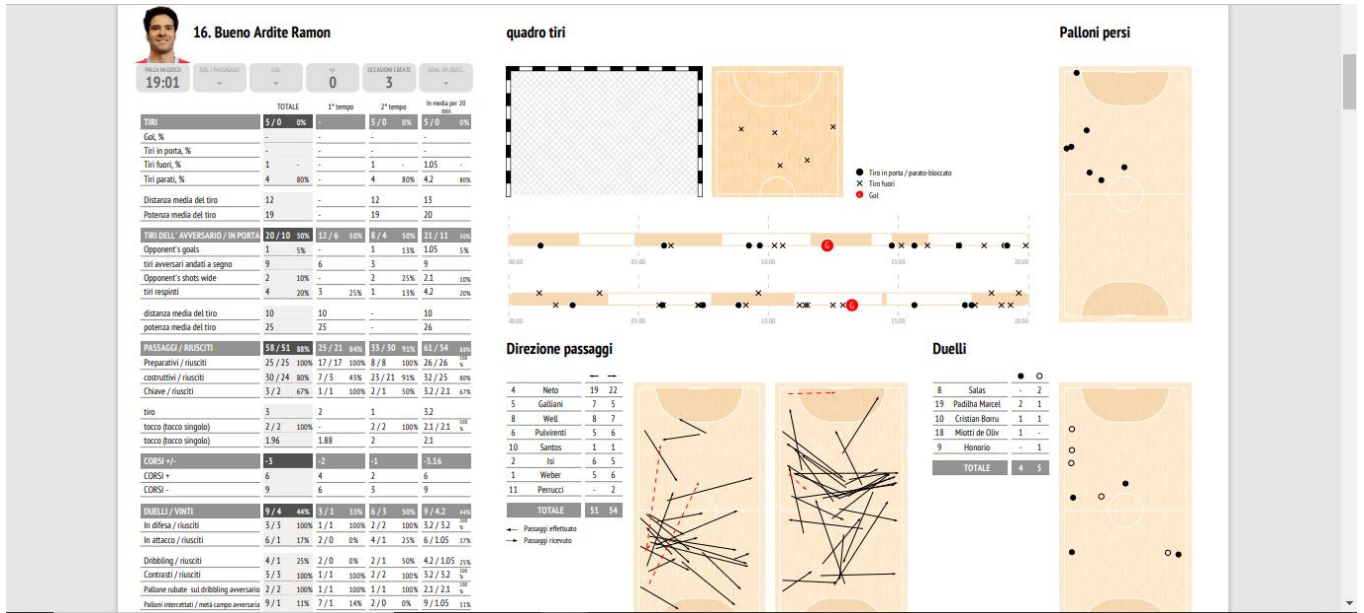 16. Bueno Ardite Ramon
quadro tiri
Palloni persi
PALLA IN GIOCO
19:01
GOL / PASSAGGIO
-
GOL
-
+/-
0
OCCASIONI CREATE
3
-
TOTALE 1° tempo 2° tempo In media per 20 min
TIRI 5 / 0 0% - 5 / 0 0% 5 / 0 0%
Gol, % - - - -
Tiri in porta, % - - - -
Tiri fuori, % 1 - - 1 - 1.05 -
Tiri parati, % 4 80% - 4 80% 4.2 80%
Distanza media del tiro 12 - 12 13
Potenza media del tiro 19 - 19 20
TIRI DELL' AVVERSARIO / IN PORTA 20 / 10 50% 12 / 6 50% 8 / 4 50% 21 / 11 50%
Opponent's goals 1 5% - 1 13% 1.05 5%
tiri avversari andati a segno 9 6 3 9
Opponent's shots wide 2 10% - 2 25% 2.1 10%
tiri respinti 4 20% 3 25% 1 13% 4.2 20%
distanza media del tiro 10 10 - 10
potenza media del tiro 25 25 - 26
PASSAGGI / RIUSCITI 58 / 51 88% 25 / 21 84% 33 / 30 91% 61 / 54 88%
Preparativi / riusciti 25 / 25 100% 17 / 17 100% 8 / 8 100% 26 / 26 100 %
costruttivi / riusciti 30 / 24 80% 7 / 3 43% 23 / 21 91% 32 / 25 80%
Chiave / riusciti 3 / 2 67% 1 / 1 100% 2 / 1 50% 3.2 / 2.1 67%
tiro 3 2 1 3.2
tocco (tocco singolo) 2 / 2 100% - 2 / 2 100% 2.1 / 2.1 100 %
tocco (tocco singolo) 1.96 1.88 2 2.1
CORSI +/- -3 -2 -1 -3.16
CORSI + 6 4 2 6
CORSI - 9 6 3 9
DUELLI / VINTI 9 / 4 44% 3 / 1 33% 6 / 3 50% 9 / 4.2 44%
In difesa / riusciti 3 / 3 100% 1 / 1 100% 2 / 2 100% 3.2 / 3.2 100 %
In attacco / riusciti 6 / 1 17% 2 / 0 0% 4 / 1 25% 6 / 1.05 17%
Dribbling / riusciti 4 / 1 25% 2 / 0 0% 2 / 1 50% 4.2 / 1.05 25%
Contrasti / riusciti 3 / 3 100% 1 / 1 100% 2 / 2 100% 3.2 / 3.2 100 %
Pallone rubate sul dribbling avversario 2 / 2 100% 1 / 1 100% 1 / 1 100% 2.1 / 2.1 100 %
Palloni intercettati / metà campo avversaria 9 / 1 11% 7 / 1 14% 2 / 0 0% 9 / 1.05 11%
Tiro in porta / parato-bloccato
Tiro fuori
G Gol
G
00:00 05:00 10:00 15:00 20:00
G
00:00 05:00 10:00 15:00 20:00
Direzione passaggi
4 Neto 19 22
5 Galliani 7 5
8 Well 8 7
6 Pulvirenti 5 6
10 Santos 1 1
2 Isi 6 5
1 Weber 5 6
11 Perrucci - 2
TOTALE 51 54
Passaggi effettuato
Passaggi ricevuto
Duelli
8 Salas - 2
19 Padilha Marcel 2 1
10 Cristian Borru 1 1
18 Miotti de Oliv 1 -
9 Honorio - 1
TOTALE 4 5